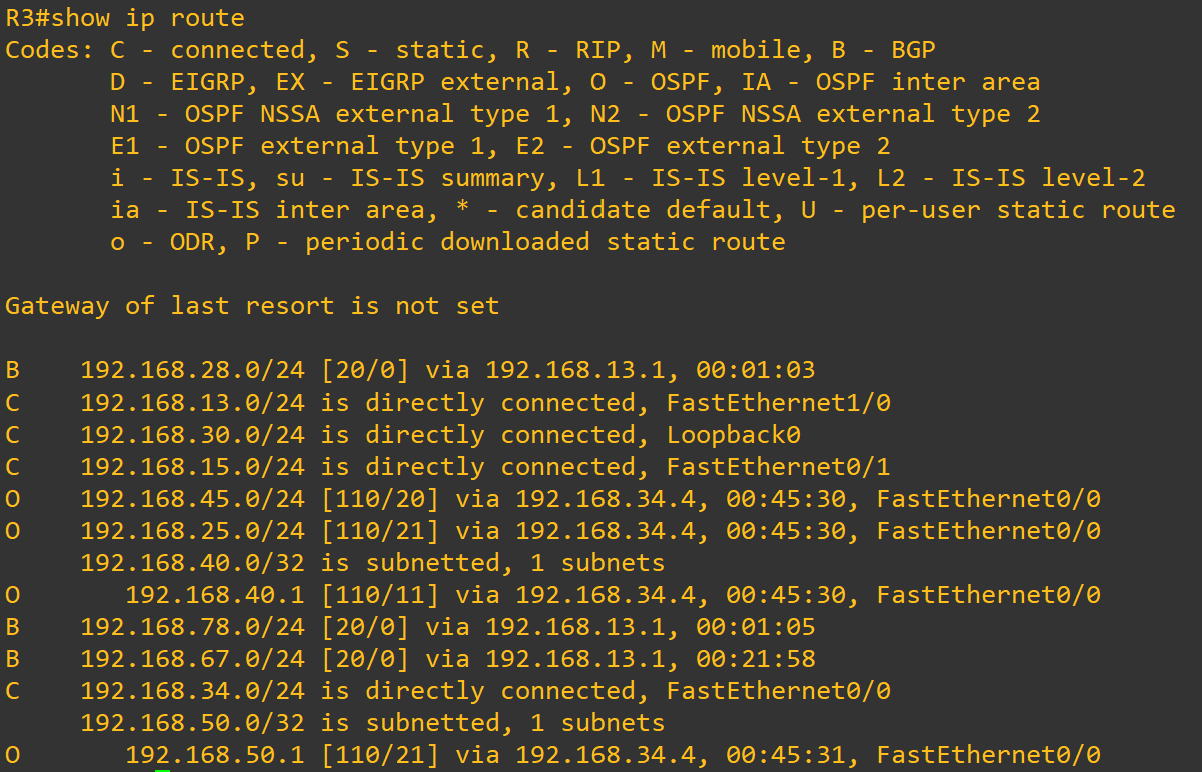 R3#show ip route
Codes: C - connected, S - static, R - RIP, M - mobile, B - BGP
       D - EIGRP, EX - EIGRP external, O - OSPF, IA - OSPF inter area
       N1 - OSPF NSSA external type 1, N2 - OSPF NSSA external type 2
       E1 - OSPF external type 1, E2 - OSPF external type 2
       i - IS-IS, su - IS-IS summary, L1 - IS-IS level-1, L2 - IS-IS level-2
       ia - IS-IS inter area, * - candidate default, U - per-user static route
       o - ODR, P - periodic downloaded static route

Gateway of last resort is not set

B    192.168.28.0/24 [20/0] via 192.168.13.1, 00:01:03
C    192.168.13.0/24 is directly connected, FastEthernet1/0
C    192.168.30.0/24 is directly connected, Loopback0
C    192.168.15.0/24 is directly connected, FastEthernet0/1
O    192.168.45.0/24 [110/20] via 192.168.34.4, 00:45:30, FastEthernet0/0
O    192.168.25.0/24 [110/21] via 192.168.34.4, 00:45:30, FastEthernet0/0
     192.168.40.0/32 is subnetted, 1 subnets
O       192.168.40.1 [110/11] via 192.168.34.4, 00:45:30, FastEthernet0/0
B    192.168.78.0/24 [20/0] via 192.168.13.1, 00:01:05
B    192.168.67.0/24 [20/0] via 192.168.13.1, 00:21:58
C    192.168.34.0/24 is directly connected, FastEthernet0/0
     192.168.50.0/32 is subnetted, 1 subnets
O       192.168.50.1 [110/21] via 192.168.34.4, 00:45:31, FastEthernet0/0